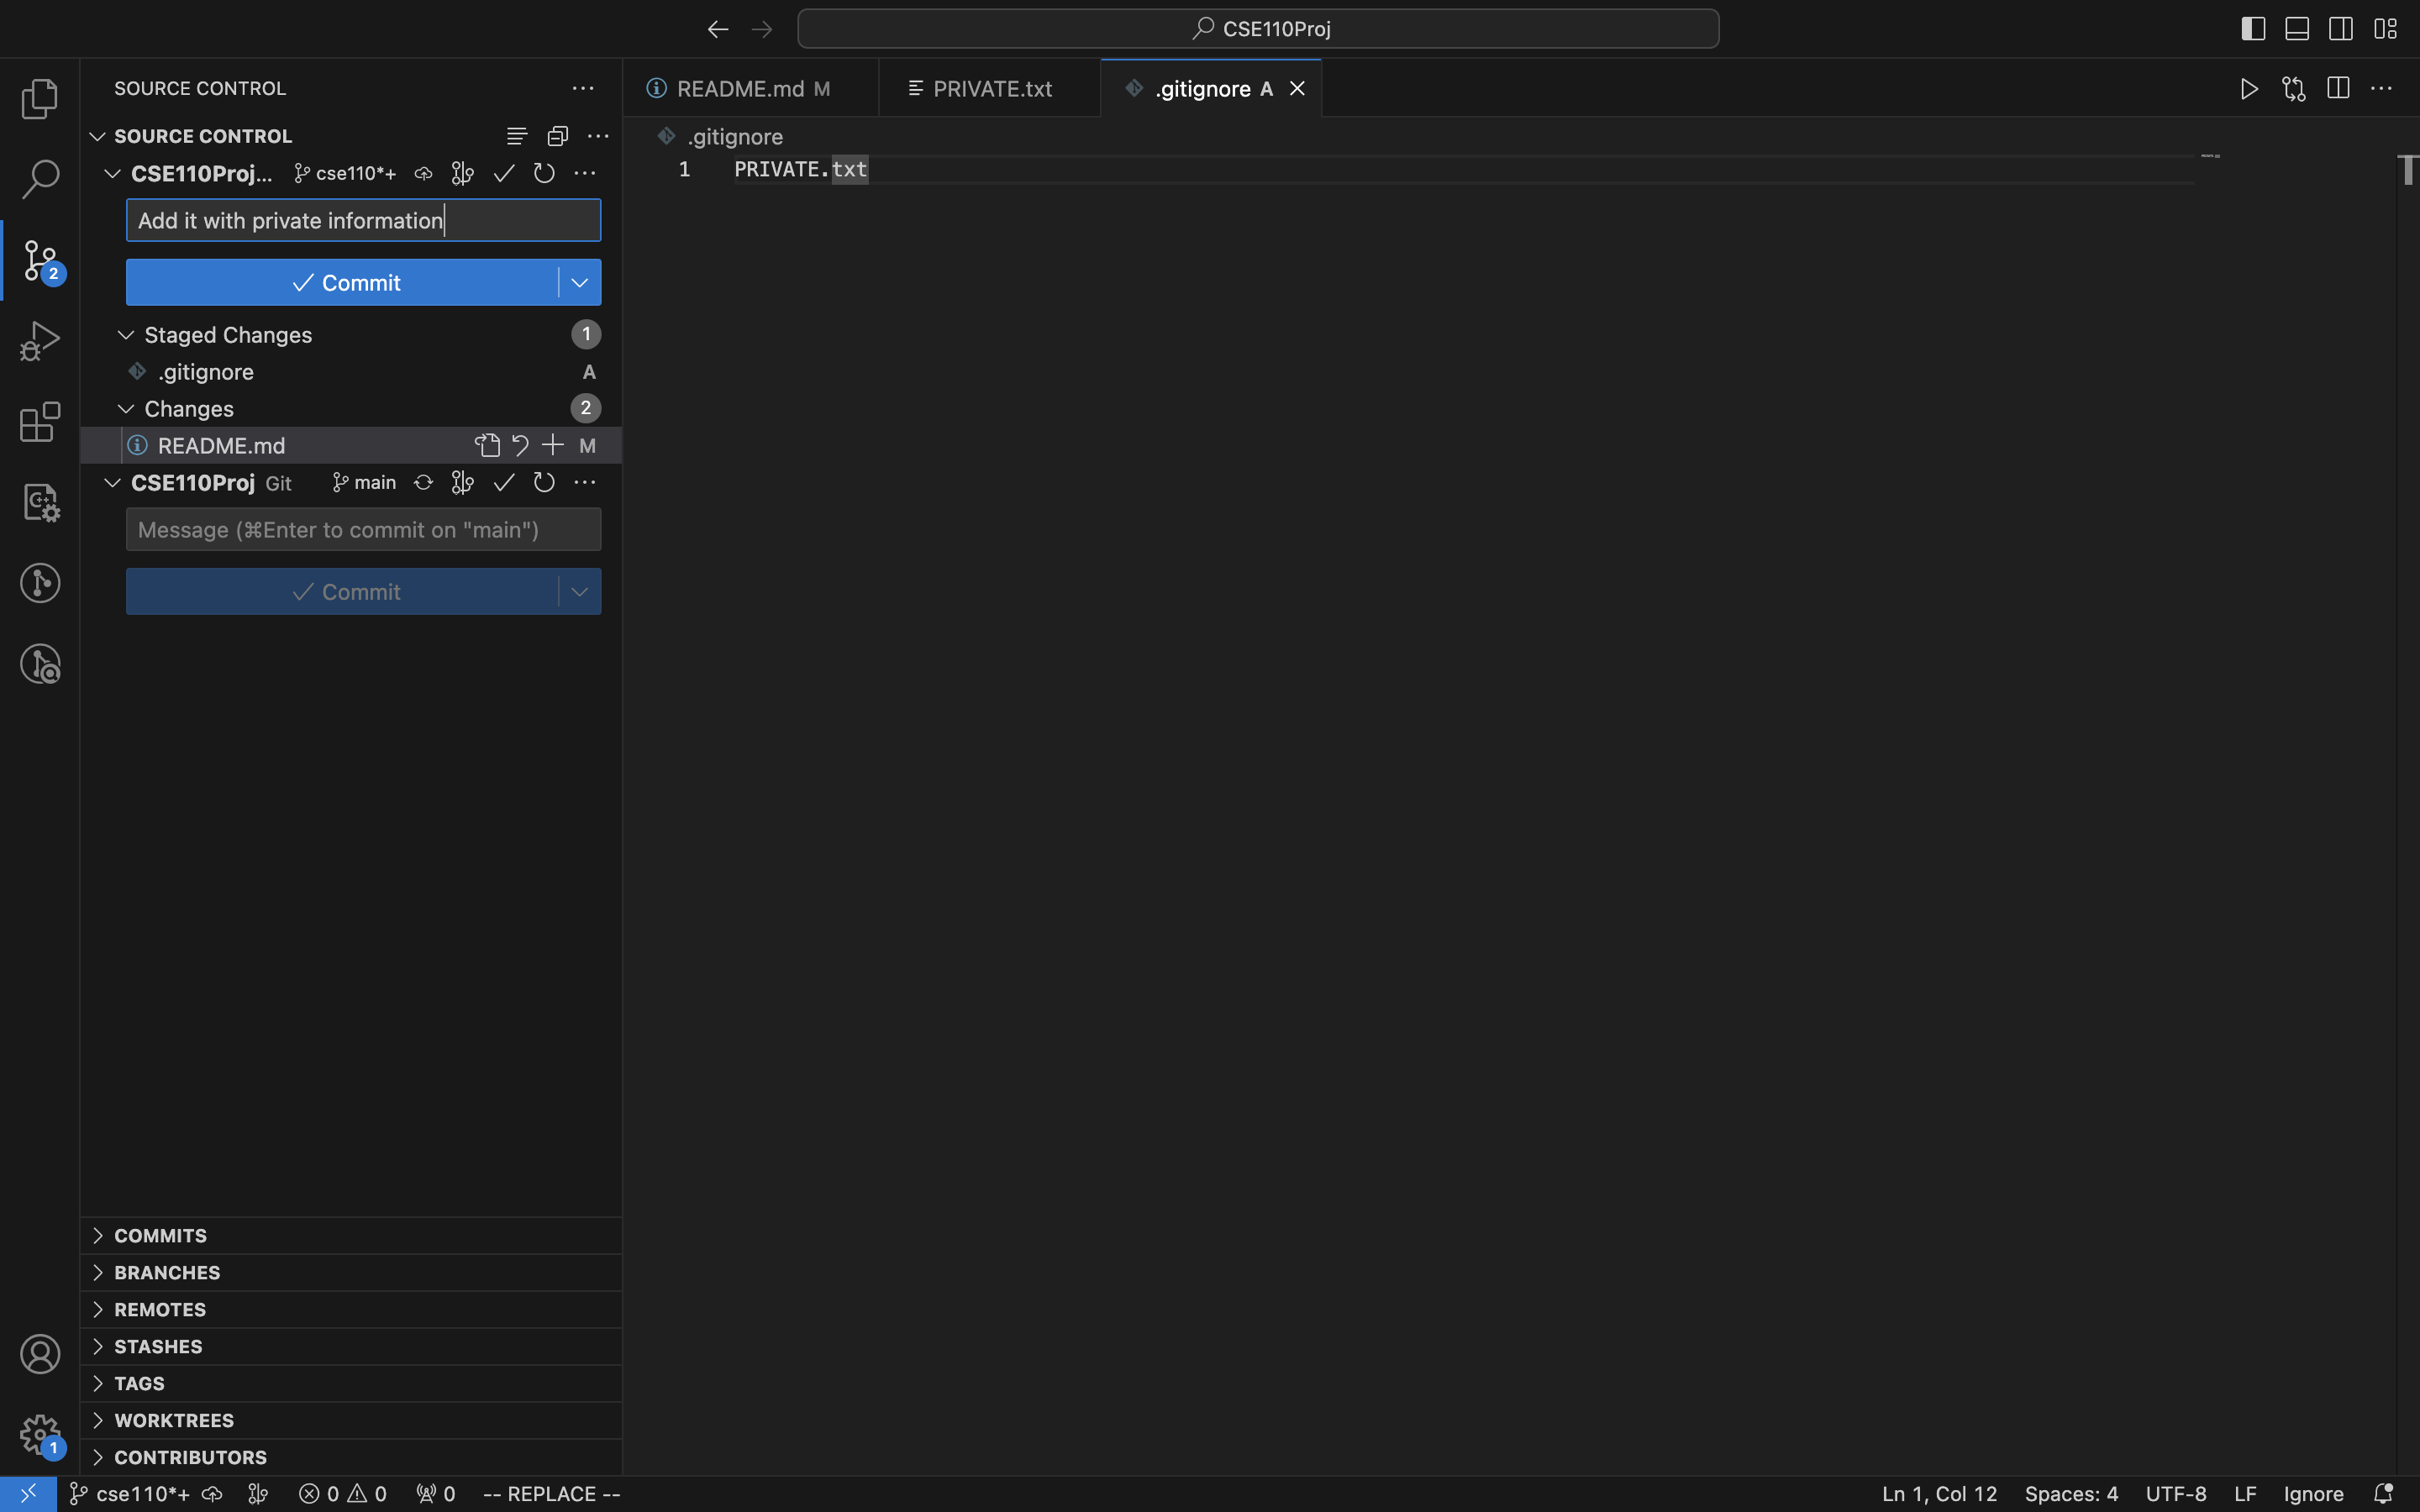 CSE110Proj
SOURCE CONTROL
SOURCE CONTROL
CSE110Proj... cse110*+
Add it with private information
Commit
Staged Changes 1
.gitignore A
Changes 2
README.md M
CSE110Proj Git main
Message (⌘Enter to commit on "main")
Commit
2
C++
COMMITS
BRANCHES
REMOTES
STASHES
TAGS
WORKTREES
CONTRIBUTORS
1
README.md M
PRIVATE.txt
.gitignore A
.gitignore
1 PRIVATE.txt
cse110*+ 0 0 0 -- REPLACE --
Ln 1, Col 12 Spaces: 4 UTF-8 LF Ignore